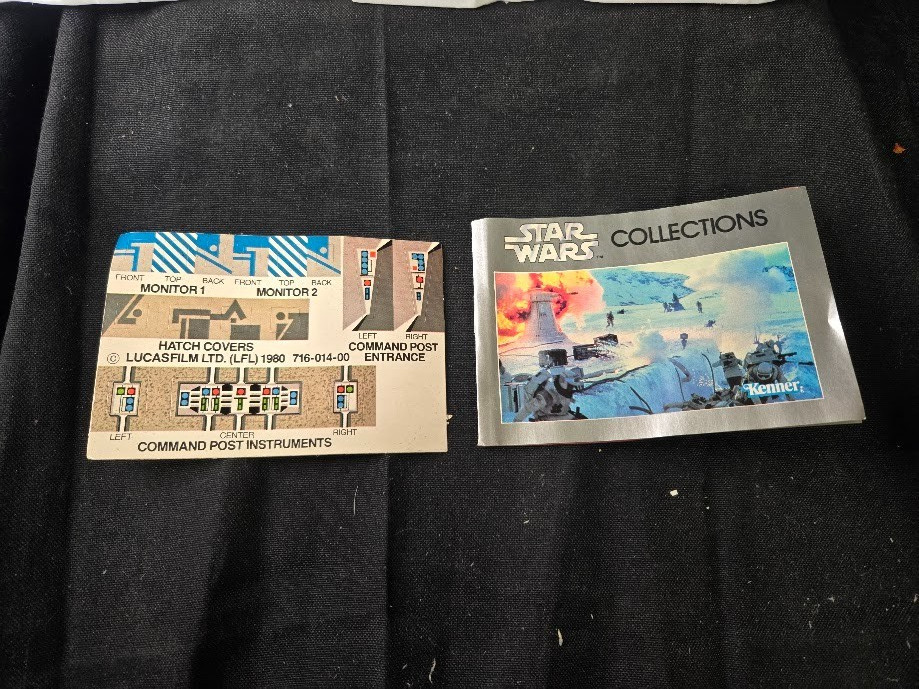 FRONT TOP BACK FRONT TOP BACK
MONITOR 1 MONITOR 2
HATCH COVERS
© LUCASFILM LTD. (LFL) 1980 716-014-00
LEFT RIGHT
COMMAND POST
ENTRANCE
LEFT CENTER RIGHT
COMMAND POST INSTRUMENTS
STAR
WARS™ COLLECTIONS
Kenner